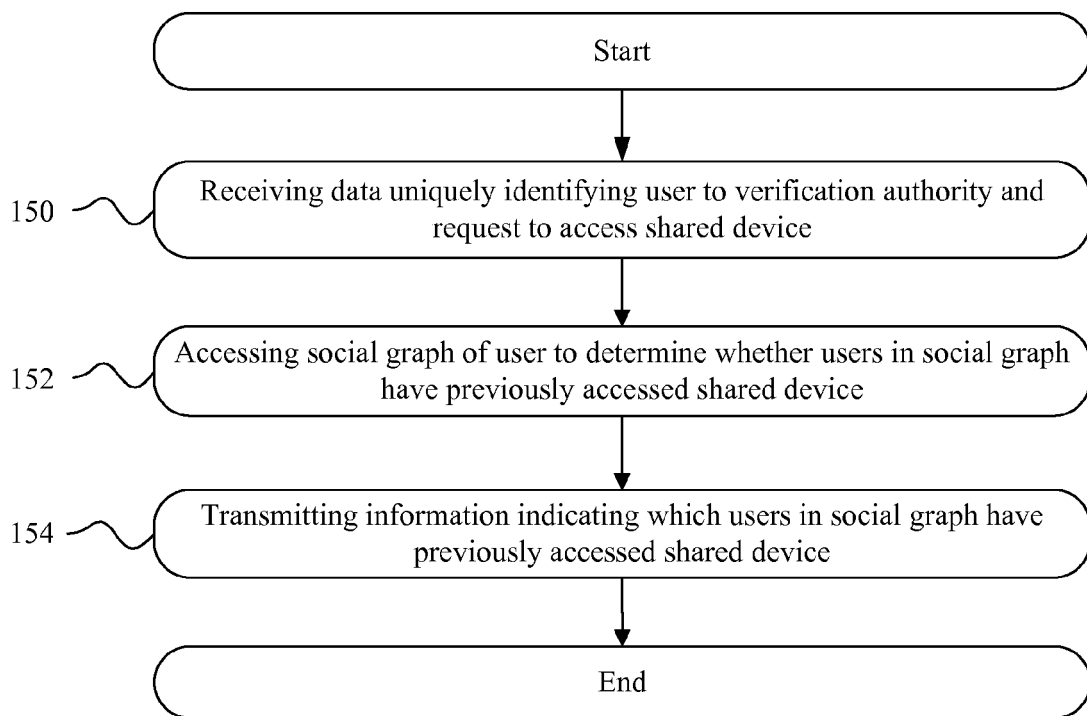 Start
150
Receiving data uniquely identifying user to verification authority and
request to access shared device
152
Accessing social graph of user to determine whether users in social graph
have previously accessed shared device
154
Transmitting information indicating which users in social graph have
previously accessed shared device
End